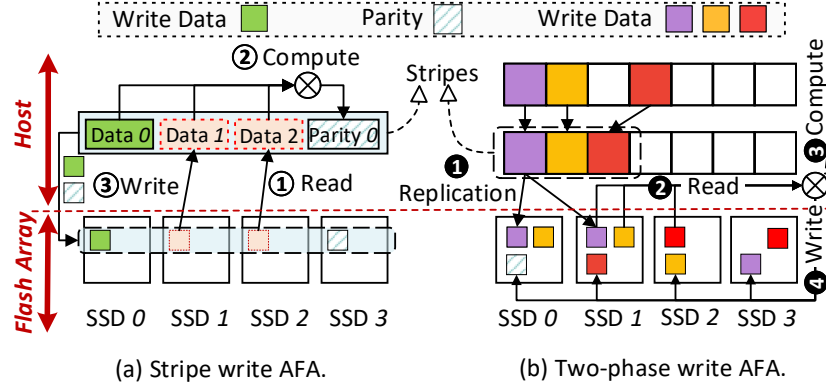 Write Data
Parity
Write Data
② Compute
Stripes
Host
Data 0
Data 1
Data 2
Parity 0
③ Write
① Read
❶
Replication
❷ Read
❸ Compute
Flash Array
❹ Write
SSD 0
SSD 1
SSD 2
SSD 3
SSD 0
SSD 1
SSD 2
SSD 3
(a) Stripe write AFA.
(b) Two-phase write AFA.